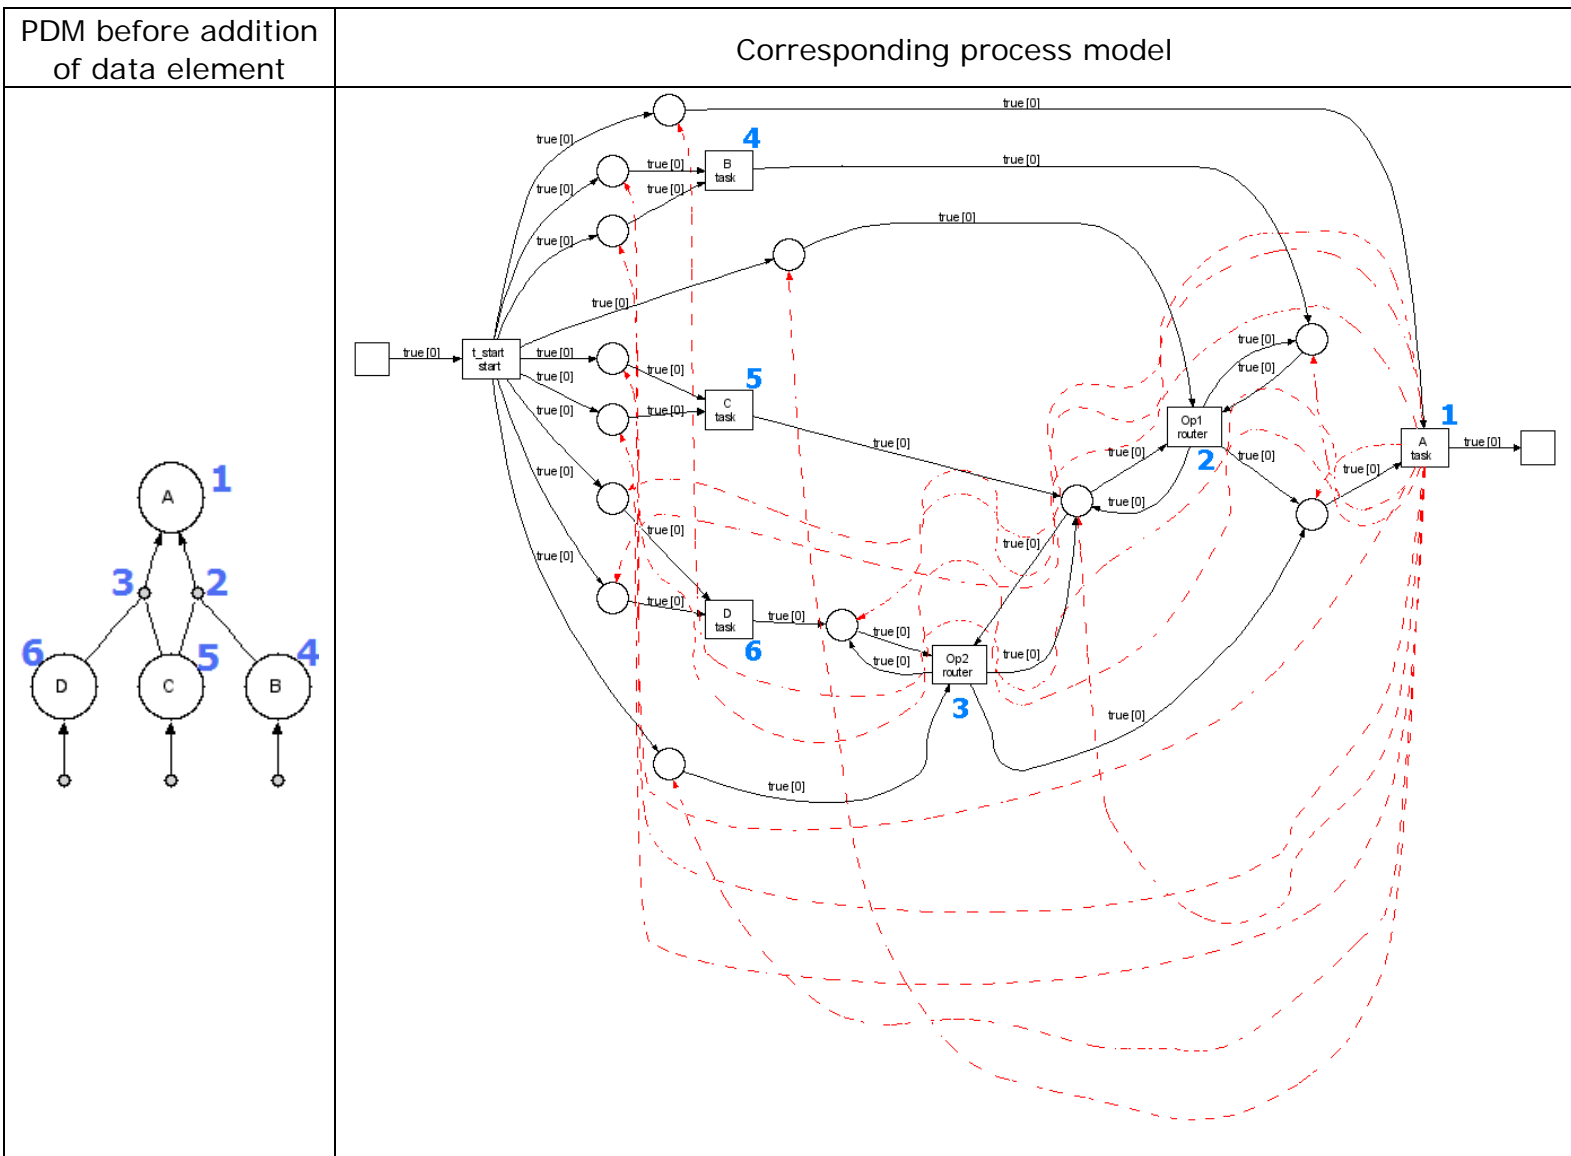 PDM before addition
of data element
Corresponding process model
A
1
3
2
6
D
C
5
B
4
true [0]
true [0]
4
B
task
true [0]
true [0]
true [0]
true [0]
true [0]
true [0]
true [0]
true [0]
t_start
start
true [0]
true [0]
true [0]
true [0]
5
C
task
true [0]
true [0]
true [0]
Op1
router
2
1
A
task
true [0]
true [0]
true [0]
true [0]
true [0]
true [0]
true [0]
true [0]
true [0]
true [0]
true [0]
D
task
6
true [0]
true [0]
true [0]
Op2
router
3
true [0]
true [0]
true [0]